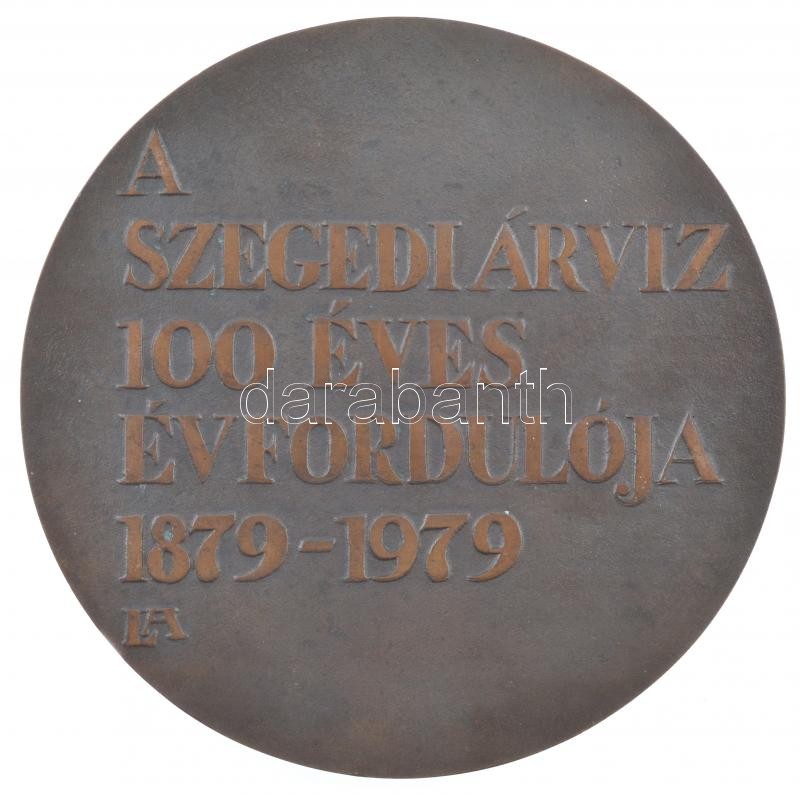 A
SZEGEDI ÁRVIZ
100 ÉVES
darabanth
ÉVFORDULÓJA
1879-1979
LA